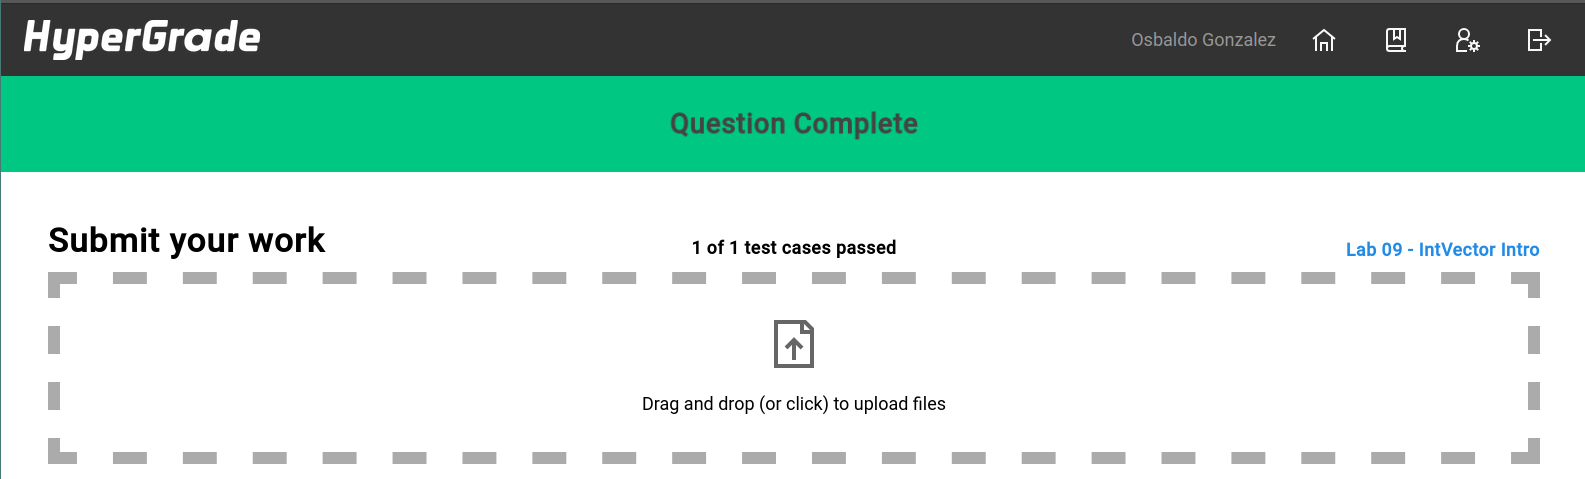 HyperGrade
Osbaldo Gonzalez
Question Complete
Submit your work
1 of 1 test cases passed
Lab 09 - IntVector Intro
Drag and drop (or click) to upload files